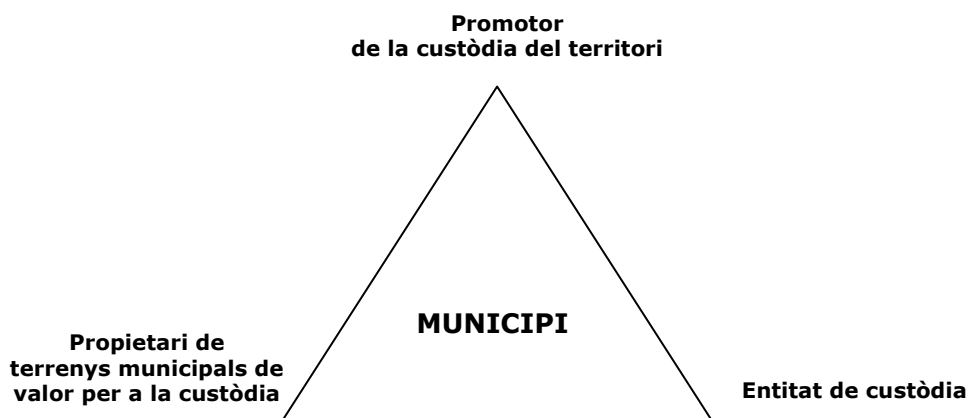 Promotor
de la custòdia del territori
MUNICIPI
Propietari de
terrenys municipals de
valor per a la custòdia
Entitat de custòdia